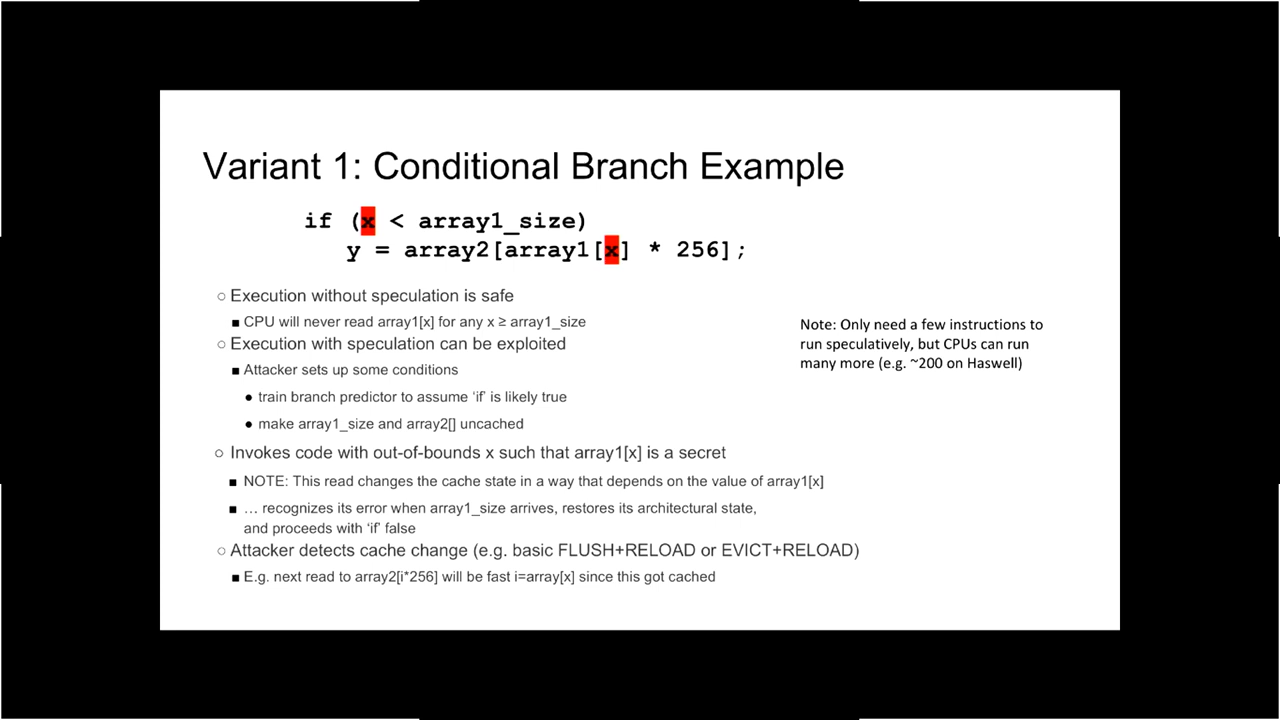 Variant 1: Conditional Branch Example
if (x < array1_size)
y = array2[array1[x] * 256];
○ Execution without speculation is safe
■ CPU will never read array1[x] for any x ≥ array1_size
○ Execution with speculation can be exploited
■ Attacker sets up some conditions
● train branch predictor to assume ‘if’ is likely true
● make array1_size and array2[] uncached
○ Invokes code with out-of-bounds x such that array1[x] is a secret
■ NOTE: This read changes the cache state in a way that depends on the value of array1[x]
■ … recognizes its error when array1_size arrives, restores its architectural state,
and proceeds with ‘if’ false
○ Attacker detects cache change (e.g. basic FLUSH+RELOAD or EVICT+RELOAD)
■ E.g. next read to array2[i*256] will be fast i=array[x] since this got cached
Note: Only need a few instructions to
run speculatively, but CPUs can run
many more (e.g. ~200 on Haswell)